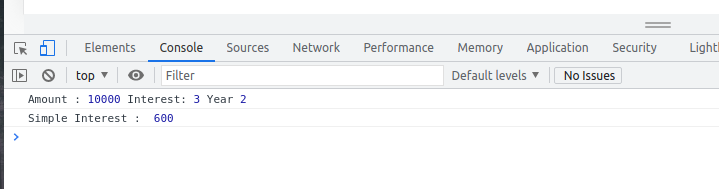 Elements Console Sources Network Performance Memory Application Security Light
top ▼ Filter Default levels ▼ No Issues
Amount : 10000 Interest: 3 Year 2
Simple Interest :  600
>